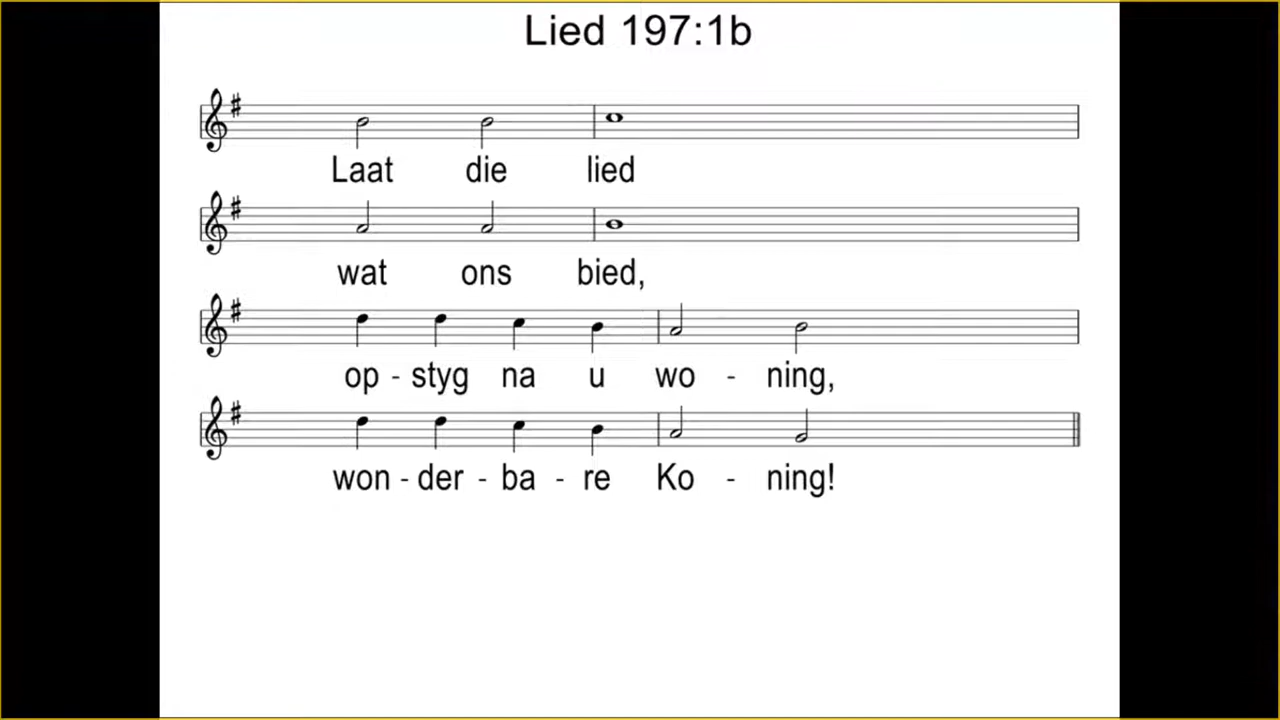 Lied 197:1b
Laat die lied
wat ons bied,
op - styg na u wo - ning,
won - der - ba - re Ko - ning!